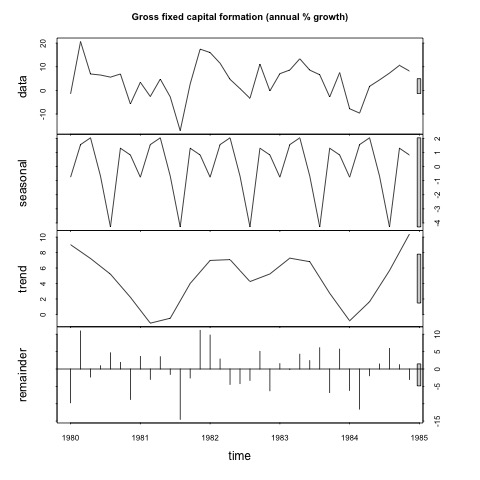 Gross fixed capital formation (annual % growth)
data
-10 0 10 20
seasonal
-4 -3 -2 -1 0 1 2
trend
0 2 4 6 8 10
remainder
-15 -5 0 5 10
1980 1981 1982 1983 1984 1985
time